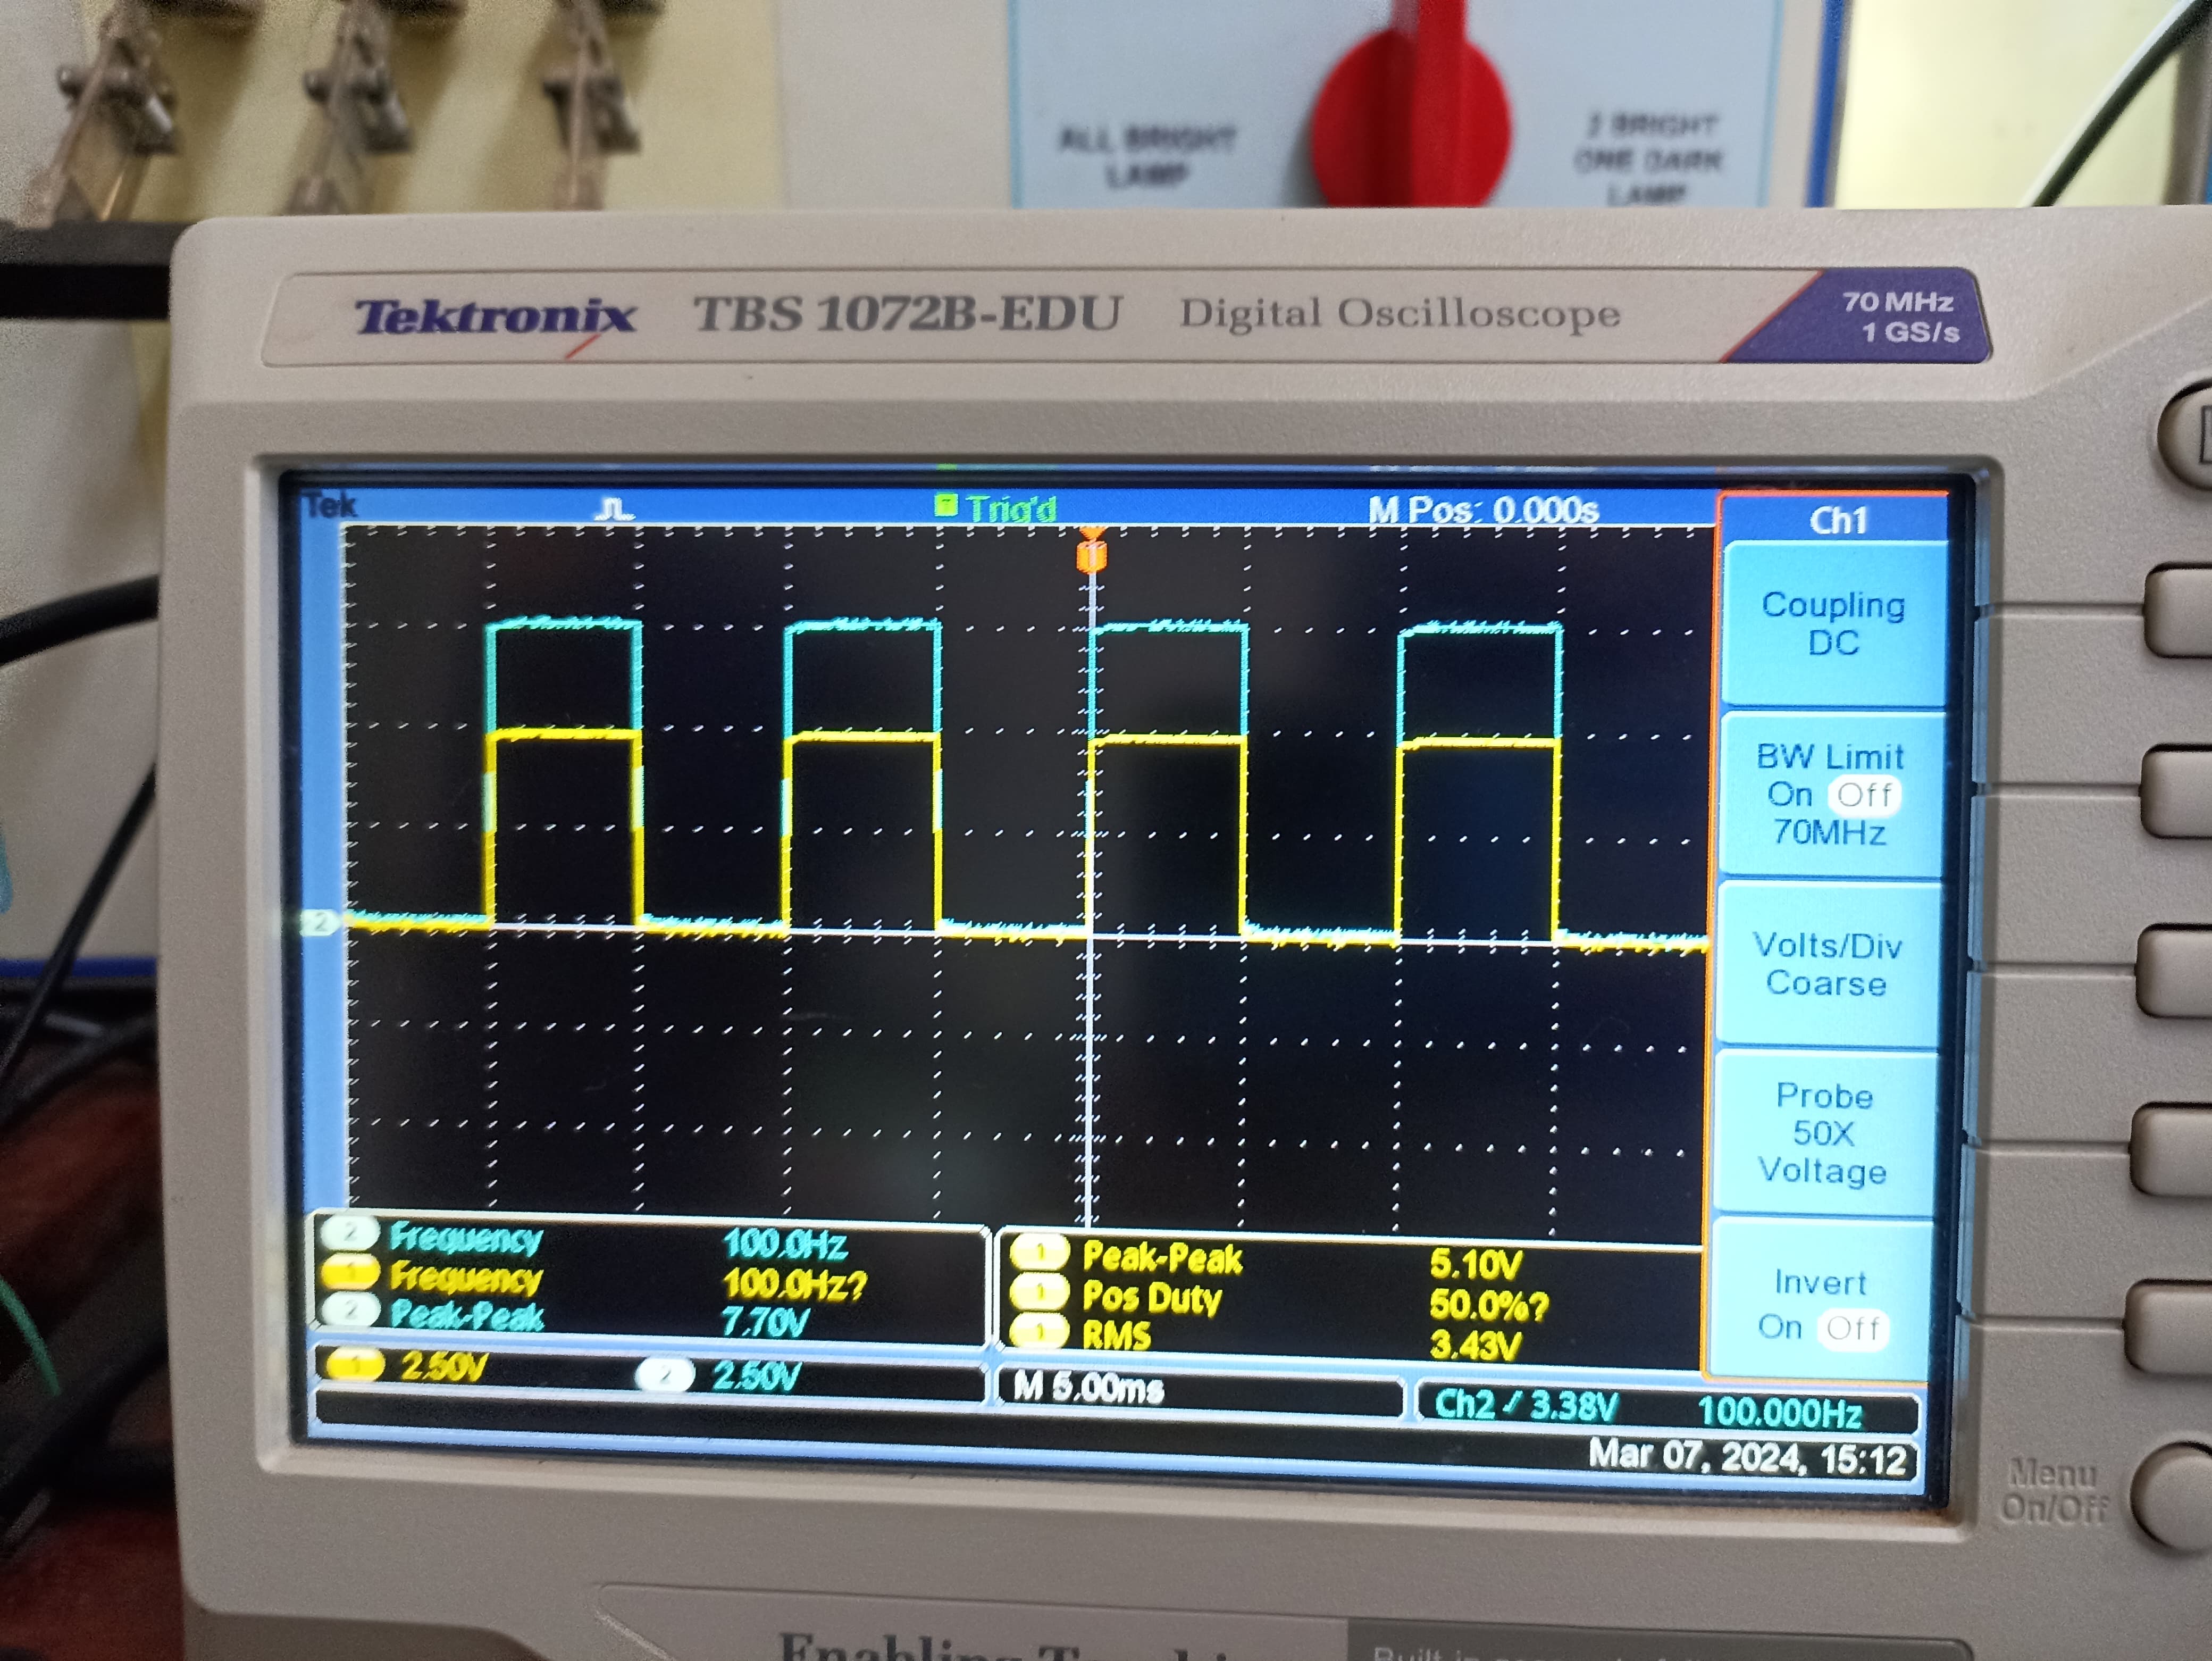 ALL BRIGHT
LAMP
2 BRIGHT
ONE DARK
LAMP
Tektronix TBS 1072B-EDU Digital Oscilloscope
70 MHz
1 GS/s
Tek Trig'd M Pos: 0.000s
Ch1
Coupling
DC
BW Limit
On Off
70MHz
Volts/Div
Coarse
Probe
50X
Voltage
Invert
On Off
2
2 Frequency 100.0Hz
1 Frequency 100.0Hz?
2 Peak-Peak 7.70V
1 Peak-Peak 5.10V
1 Pos Duty 50.0%?
1 RMS 3.43V
1 2.50V 2 2.50V M 5.00ms Ch2 / 3.38V 100.000Hz
Mar 07, 2024, 15:12
Menu
On/Off
Enabling